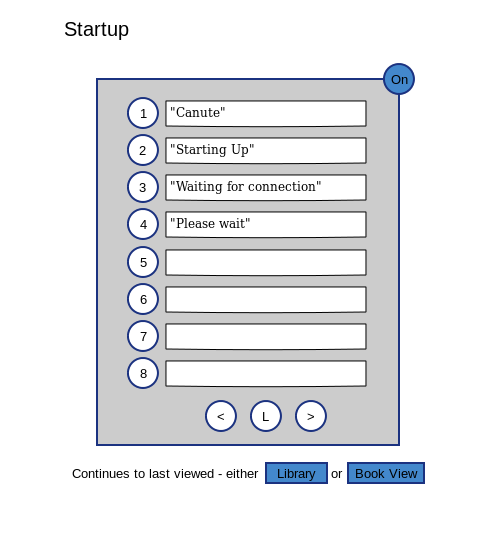 Startup
On
1 "Canute"
2 "Starting Up"
3 "Waiting for connection"
4 "Please wait"
5
6
7
8
< L >
Continues to last viewed - either Library or Book View